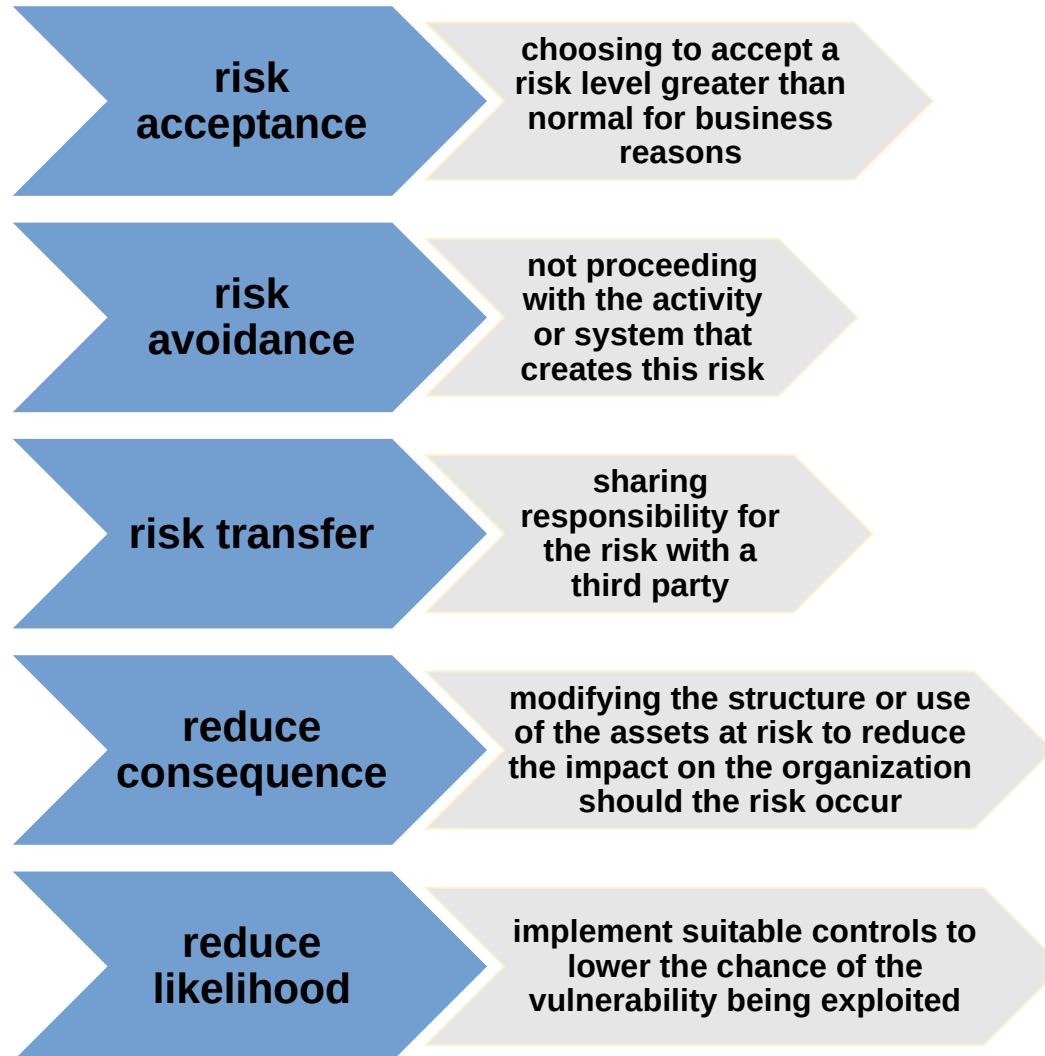 risk
acceptance
choosing to accept a
risk level greater than
normal for business
reasons
risk
avoidance
not proceeding
with the activity
or system that
creates this risk
risk transfer
sharing
responsibility for
the risk with a
third party
reduce
consequence
modifying the structure or use
of the assets at risk to reduce
the impact on the organization
should the risk occur
reduce
likelihood
implement suitable controls to
lower the chance of the
vulnerability being exploited